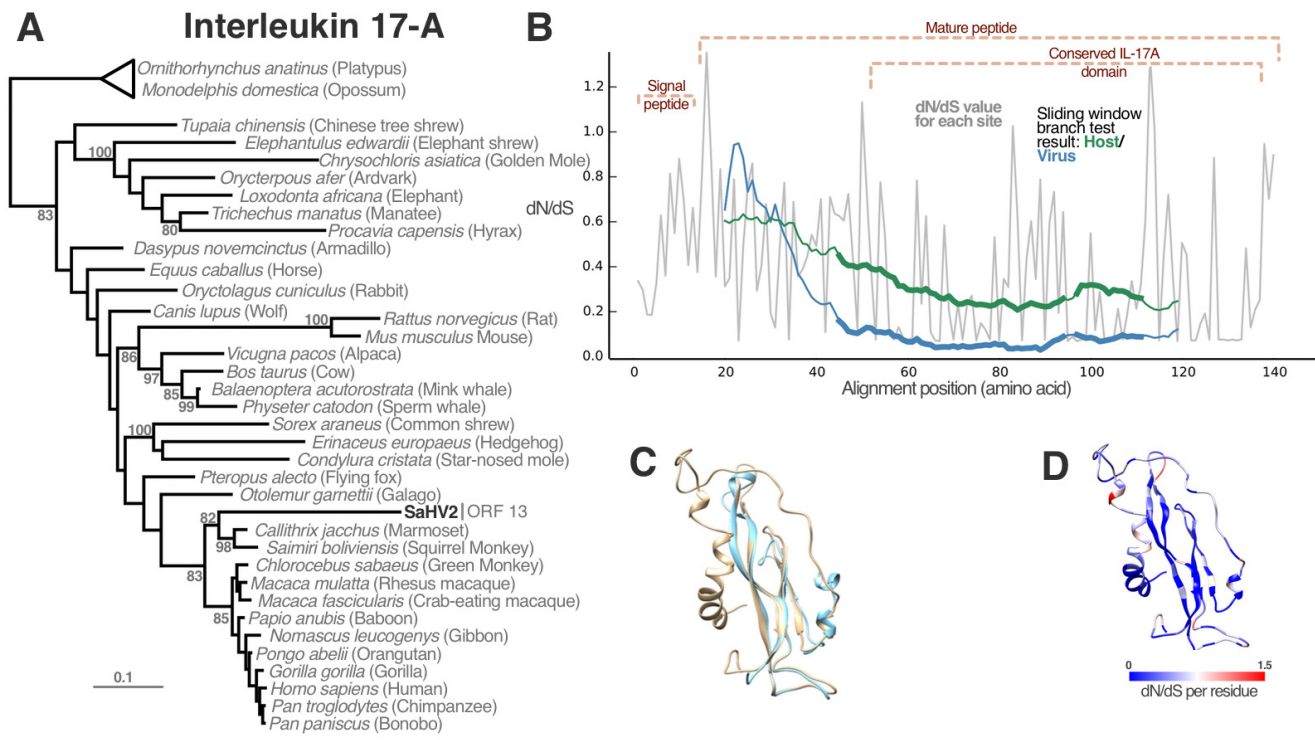 A
Interleukin 17-A
Ornithorhynchus anatinus (Platypus)
Monodelphis domestica (Opossum)
Tupaia chinensis (Chinese tree shrew)
Elephantulus edwardii (Elephant shrew)
100
Chrysochloris asiatica (Golden Mole)
Orycterpous afer (Ardvark)
Loxodonta africana (Elephant)
83
Trichechus manatus (Manatee)
80
Procavia capensis (Hyrax)
Dasypus novemcinctus (Armadillo)
Equus caballus (Horse)
Oryctolagus cuniculus (Rabbit)
Canis lupus (Wolf)
100
Rattus norvegicus (Rat)
Mus musculus Mouse)
86
Vicugna pacos (Alpaca)
97
Bos taurus (Cow)
85
Balaenoptera acutorostrata (Mink whale)
99
Physeter catodon (Sperm whale)
Sorex araneus (Common shrew)
100
Erinaceus europaeus (Hedgehog)
Condylura cristata (Star-nosed mole)
Pteropus alecto (Flying fox)
Otolemur garnettii (Galago)
SaHV2|ORF 13
82
Callithrix jacchus (Marmoset)
98
Saimiri boliviensis (Squirrel Monkey)
Chlorocebus sabaeus (Green Monkey)
83
Macaca mulatta (Rhesus macaque)
Macaca fascicularis (Crab-eating macaque)
85
Papio anubis (Baboon)
Nomascus leucogenys (Gibbon)
Pongo abelii (Orangutan)
Gorilla gorilla (Gorilla)
Homo sapiens (Human)
Pan troglodytes (Chimpanzee)
Pan paniscus (Bonobo)
0.1
B
Mature peptide
Conserved IL-17A
domain
Signal
peptide
dN/dS value
for each site
Sliding window
branch test
result: Host/
Virus
dN/dS
1.2
1.0
0.8
0.6
0.4
0.2
0.0
0 20 40 60 80 100 120 140
Alignment position (amino acid)
C
D
0 1.5
dN/dS per residue